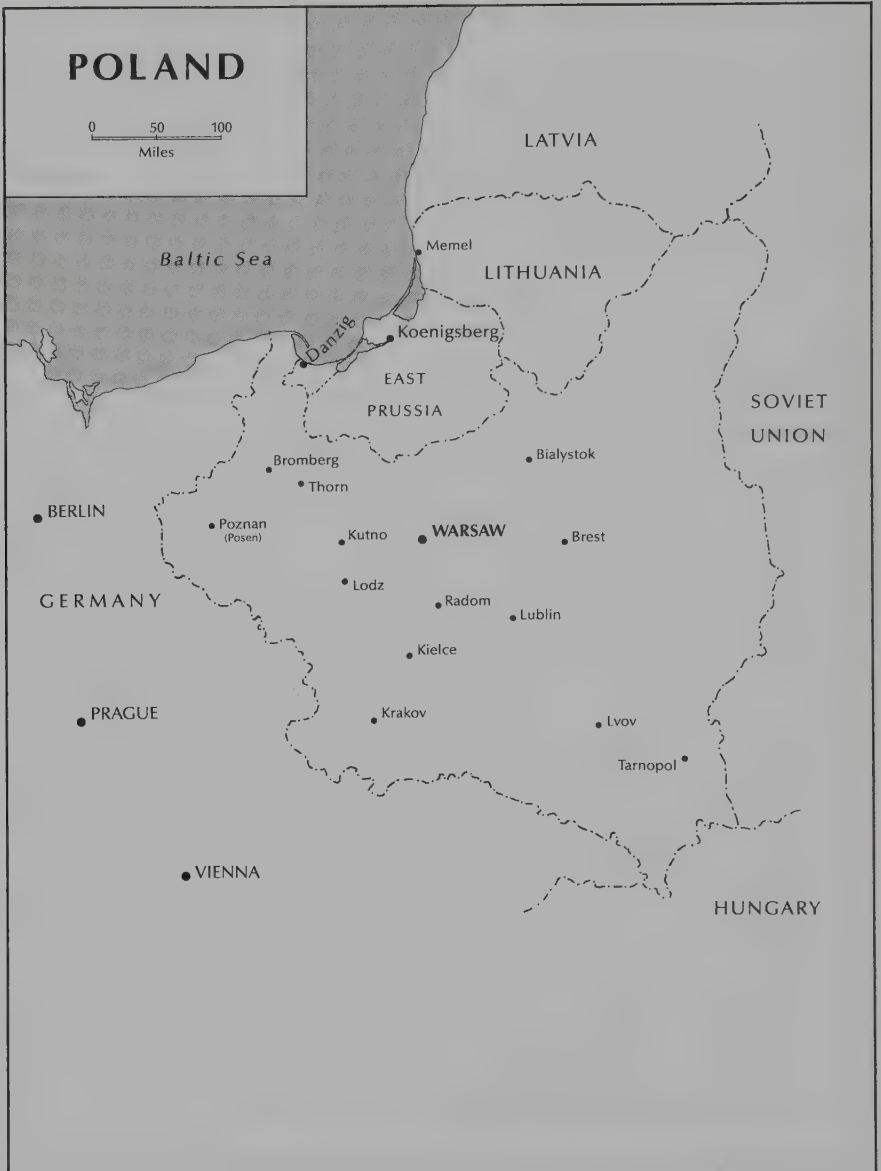 POLAND
0 50 100
Miles
LATVIA
Baltic Sea
Memel
LITHUANIA
Danzig
Koenigsberg
EAST
PRUSSIA
SOVIET
UNION
Bromberg
Bialystok
Thorn
BERLIN
Poznan
(Posen)
Kutno
WARSAW
Brest
Lodz
GERMANY
Radom
Lublin
Kielce
PRAGUE
Krakov
Lvov
Tarnopol
VIENNA
HUNGARY